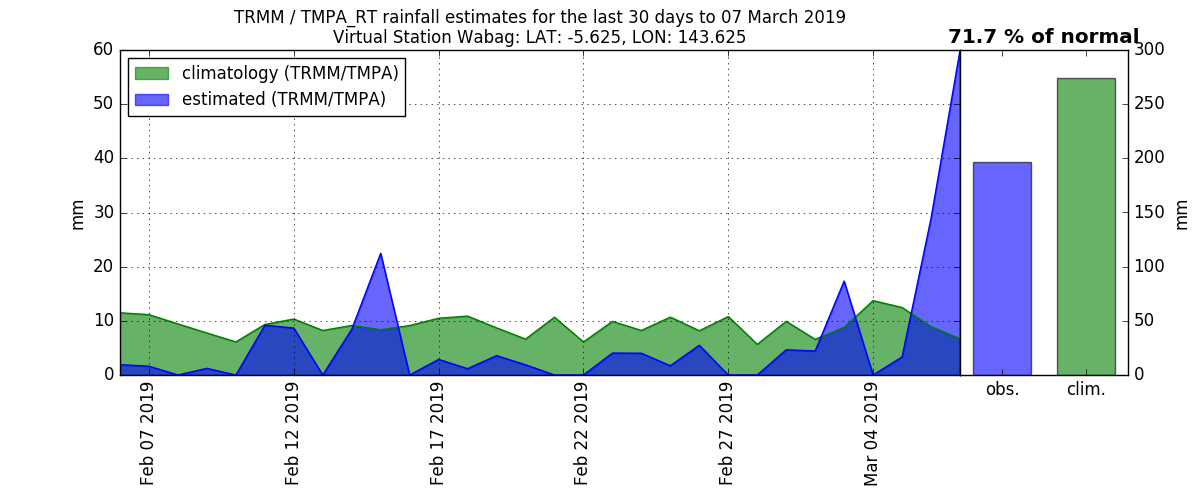 TRMM / TMPA_RT rainfall estimates for the last 30 days to 07 March 2019
Virtual Station Wabag: LAT: -5.625, LON: 143.625
71.7 % of normal
climatology (TRMM/TMPA)
estimated (TRMM/TMPA)
60
50
40
30
20
10
0
mm
Feb 07 2019
Feb 12 2019
Feb 17 2019
Feb 22 2019
Feb 27 2019
Mar 04 2019
obs.
clim.
300
250
200
150
100
50
0
mm